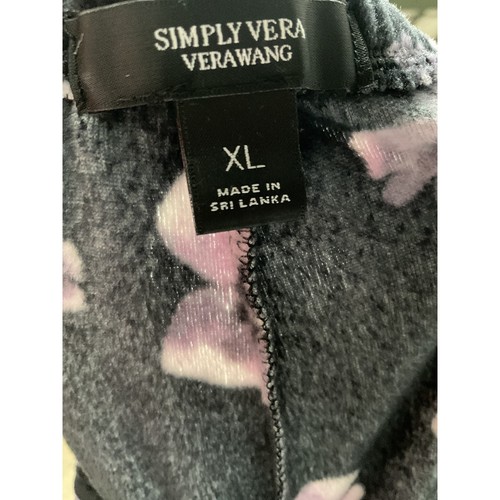 SIMPLY VERA
VERAWANG
XL
MADE IN
SRI LANKA